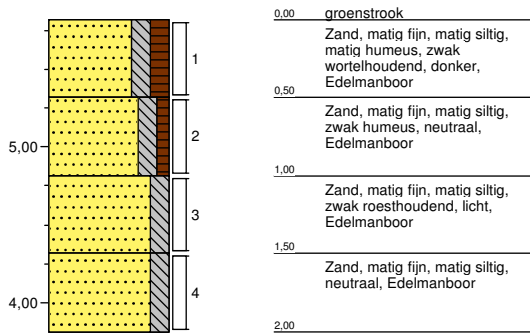 0,00 groenstrook
1 Zand, matig fijn, matig siltig,
matig humeus, zwak
wortelhoudend, donker,
Edelmanboor
0,50
2 Zand, matig fijn, matig siltig,
zwak humeus, neutraal,
Edelmanboor
5,00
1,00
3 Zand, matig fijn, matig siltig,
zwak roesthoudend, licht,
Edelmanboor
1,50
4 Zand, matig fijn, matig siltig,
neutraal, Edelmanboor
4,00
2,00